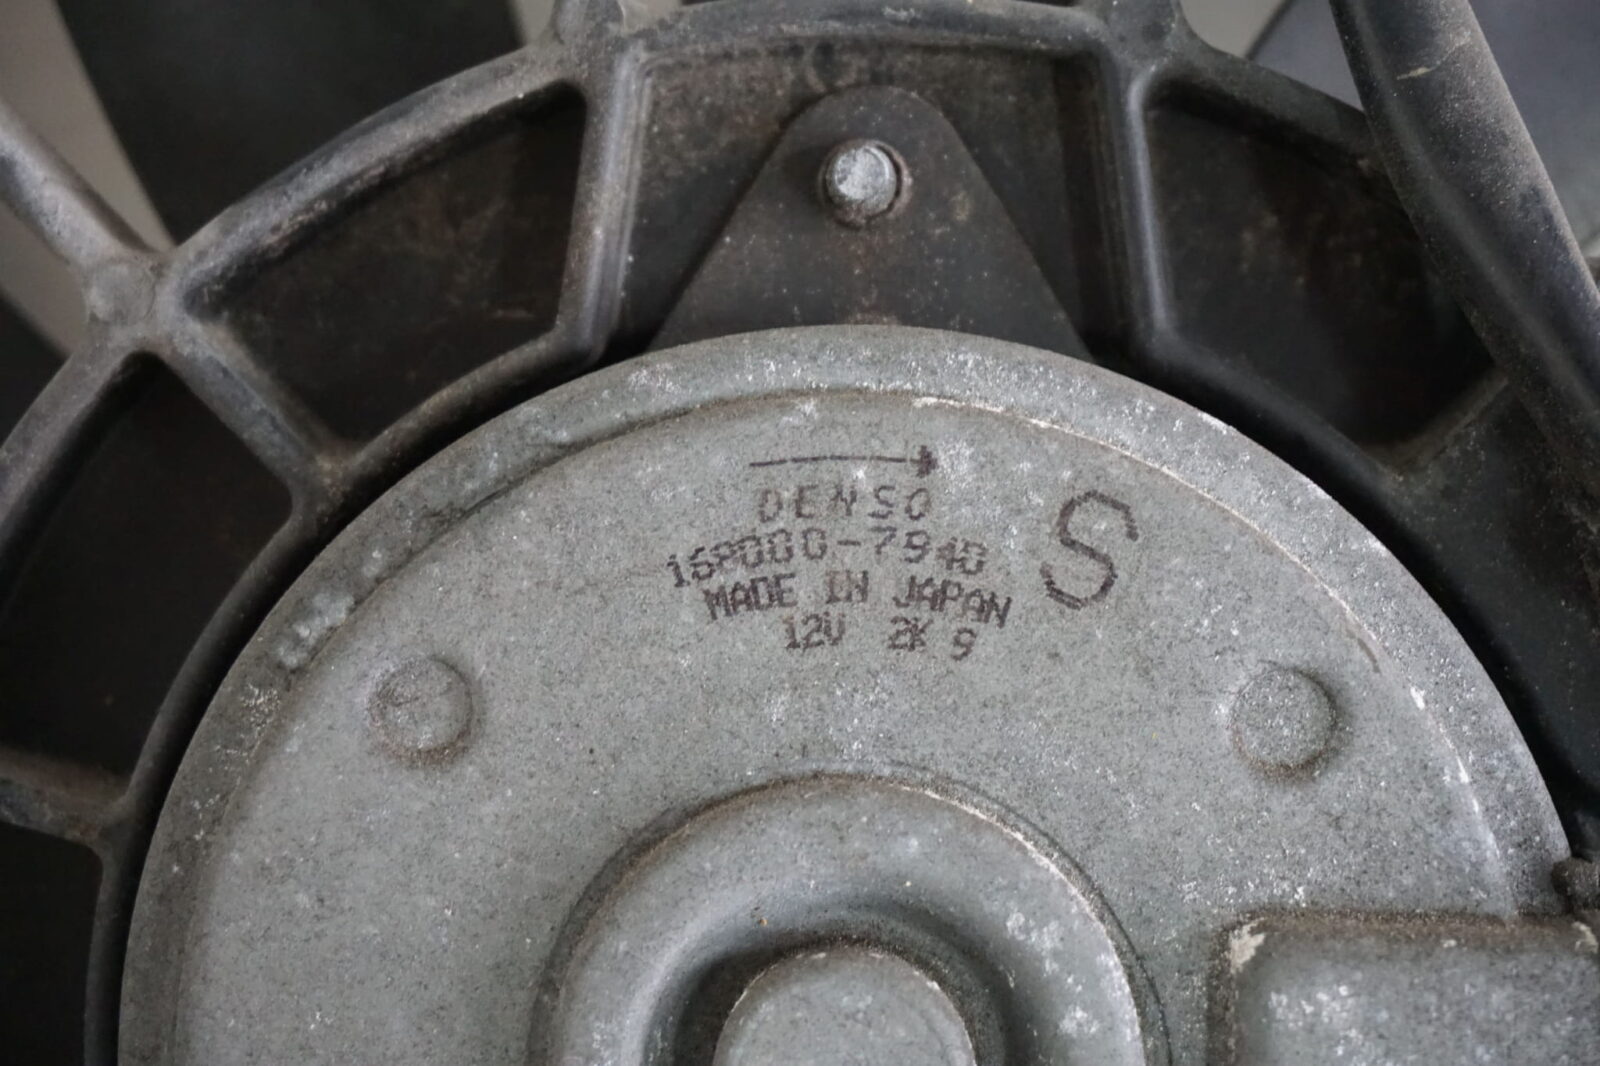 DENSO
168000-7940
S
MADE IN JAPAN
12V 2K 9